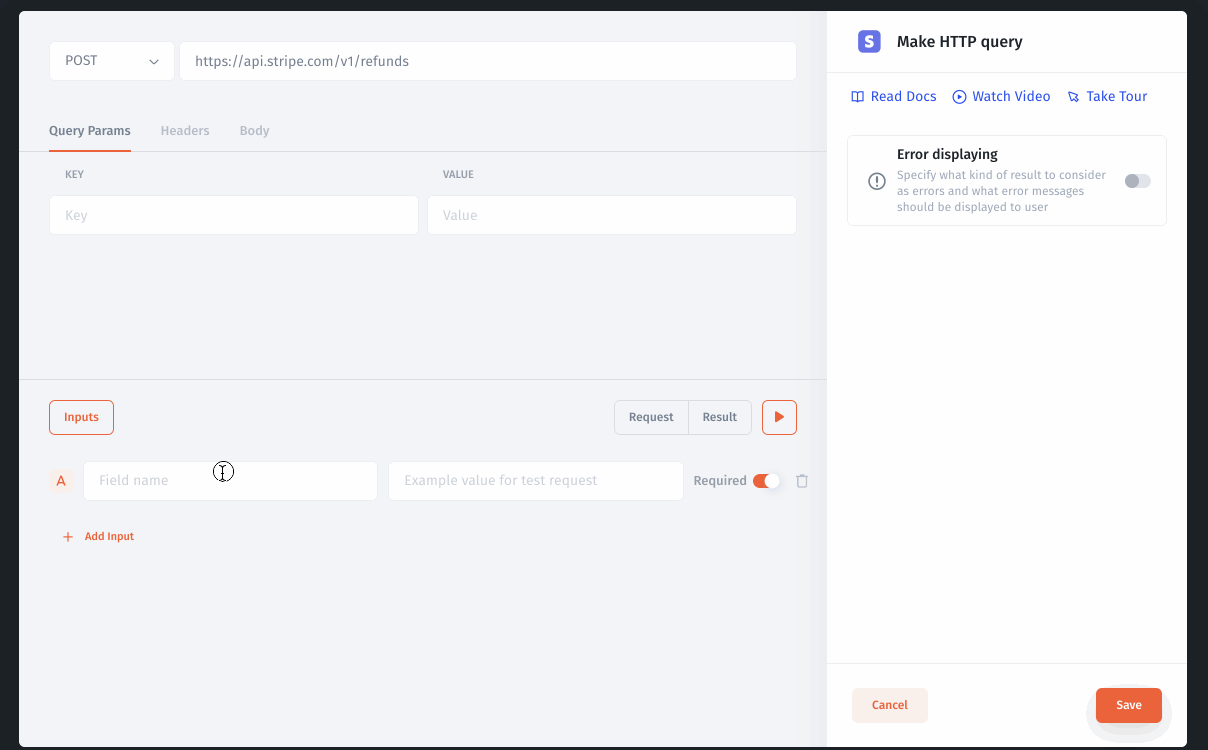 POST
https://api.stripe.com/v1/refunds
Query Params
Headers
Body
KEY
VALUE
Key
Value
Inputs
Request
Result
A
Field name
Example value for test request
Required
Add Input
S
Make HTTP query
Read Docs
Watch Video
Take Tour
Error displaying
Specify what kind of result to consider
as errors and what error messages
should be displayed to user
Cancel
Save